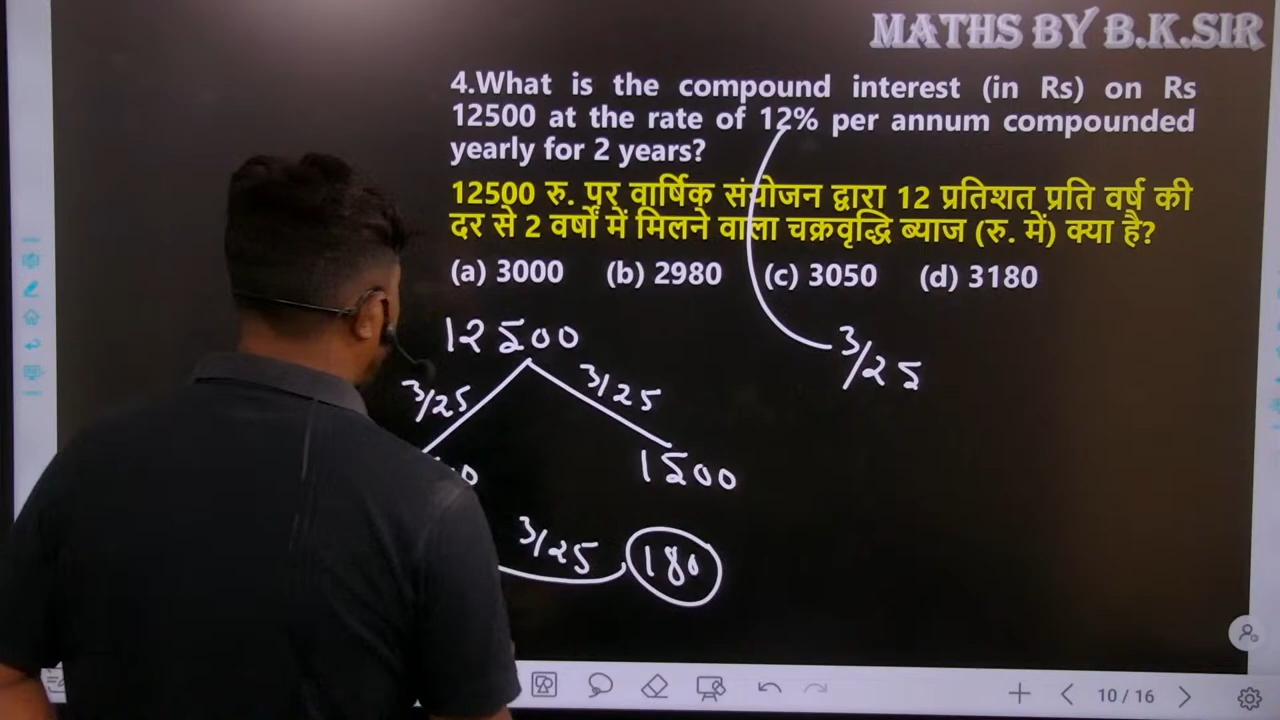 MATHS BY B.K.SIR
4.What is the compound interest (in Rs) on Rs
12500 at the rate of 12% per annum compounded
yearly for 2 years?
12500 रु. पर वार्षिक संयोजन द्वारा 12 प्रतिशत प्रति वर्ष की
दर से 2 वर्षों में मिलने वाला चक्रवृद्धि ब्याज (रु. में) क्या है?
(a) 3000 (b) 2980 (c) 3050 (d) 3180
12500
3/25
3/25 3/25
1500
3/25 180
10 / 16